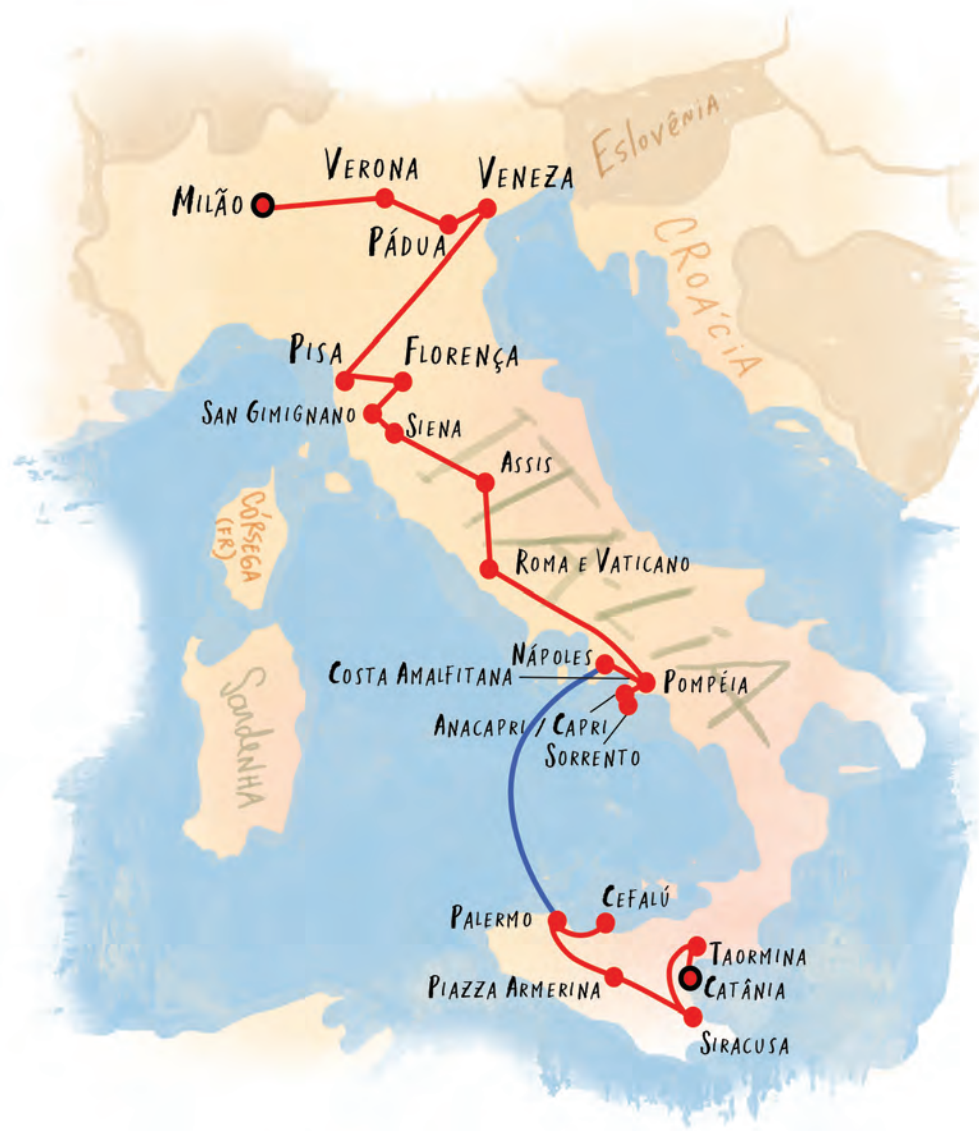 Eslovênia
VERONA
VENEZA
MILÃO
PÁDUA
CROÁCIA
PISA
FLORENÇA
SAN GIMIGNANO
SIENA
ITÁLIA
ASSIS
CÓRSEGA
(FR)
ROMA E VATICANO
NÁPOLES
COSTA AMALFITANA
POMPÉIA
SARDENHA
ANACAPRI / CAPRI
SORRENTO
CEFALÚ
PALERMO
TAORMINA
PIAZZA ARMERINA
CATÂNIA
SIRACUSA